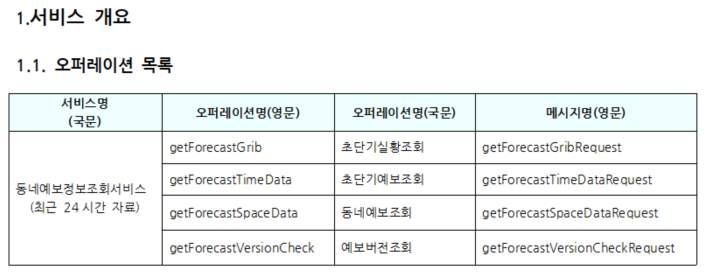 1.서비스 개요
1.1. 오퍼레이션 목록
서비스명
(국문)
오퍼레이션명(영문)
오퍼레이션명(국문)
메시지명(영문)
동네예보정보조회서비스
(최근 24시간 자료)
getForecastGrib
초단기실황조회
getForecastGribRequest
getForecastTimeData
초단기예보조회
getForecastTimeDataRequest
getForecastSpaceData
동네예보조회
getForecastSpaceDataRequest
getForecastVersionCheck
예보버전조회
getForecastVersionCheckRequest